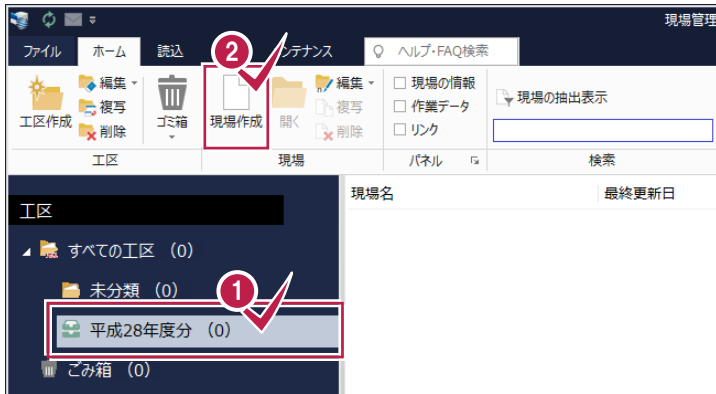 現場管理
ファイル ホーム 読込 ンテナンス ヘルプ・FAQ検索
工区作成 編集 複写 削除 ゴミ箱 現場作成 開く 編集 複写 削除 現場の情報 作業データ リンク 現場の抽出表示
工区 現場 パネル 検索
工区
現場名 最終更新日
すべての工区 (0)
未分類 (0)
平成28年度分 (0)
ごみ箱 (0)
2
1